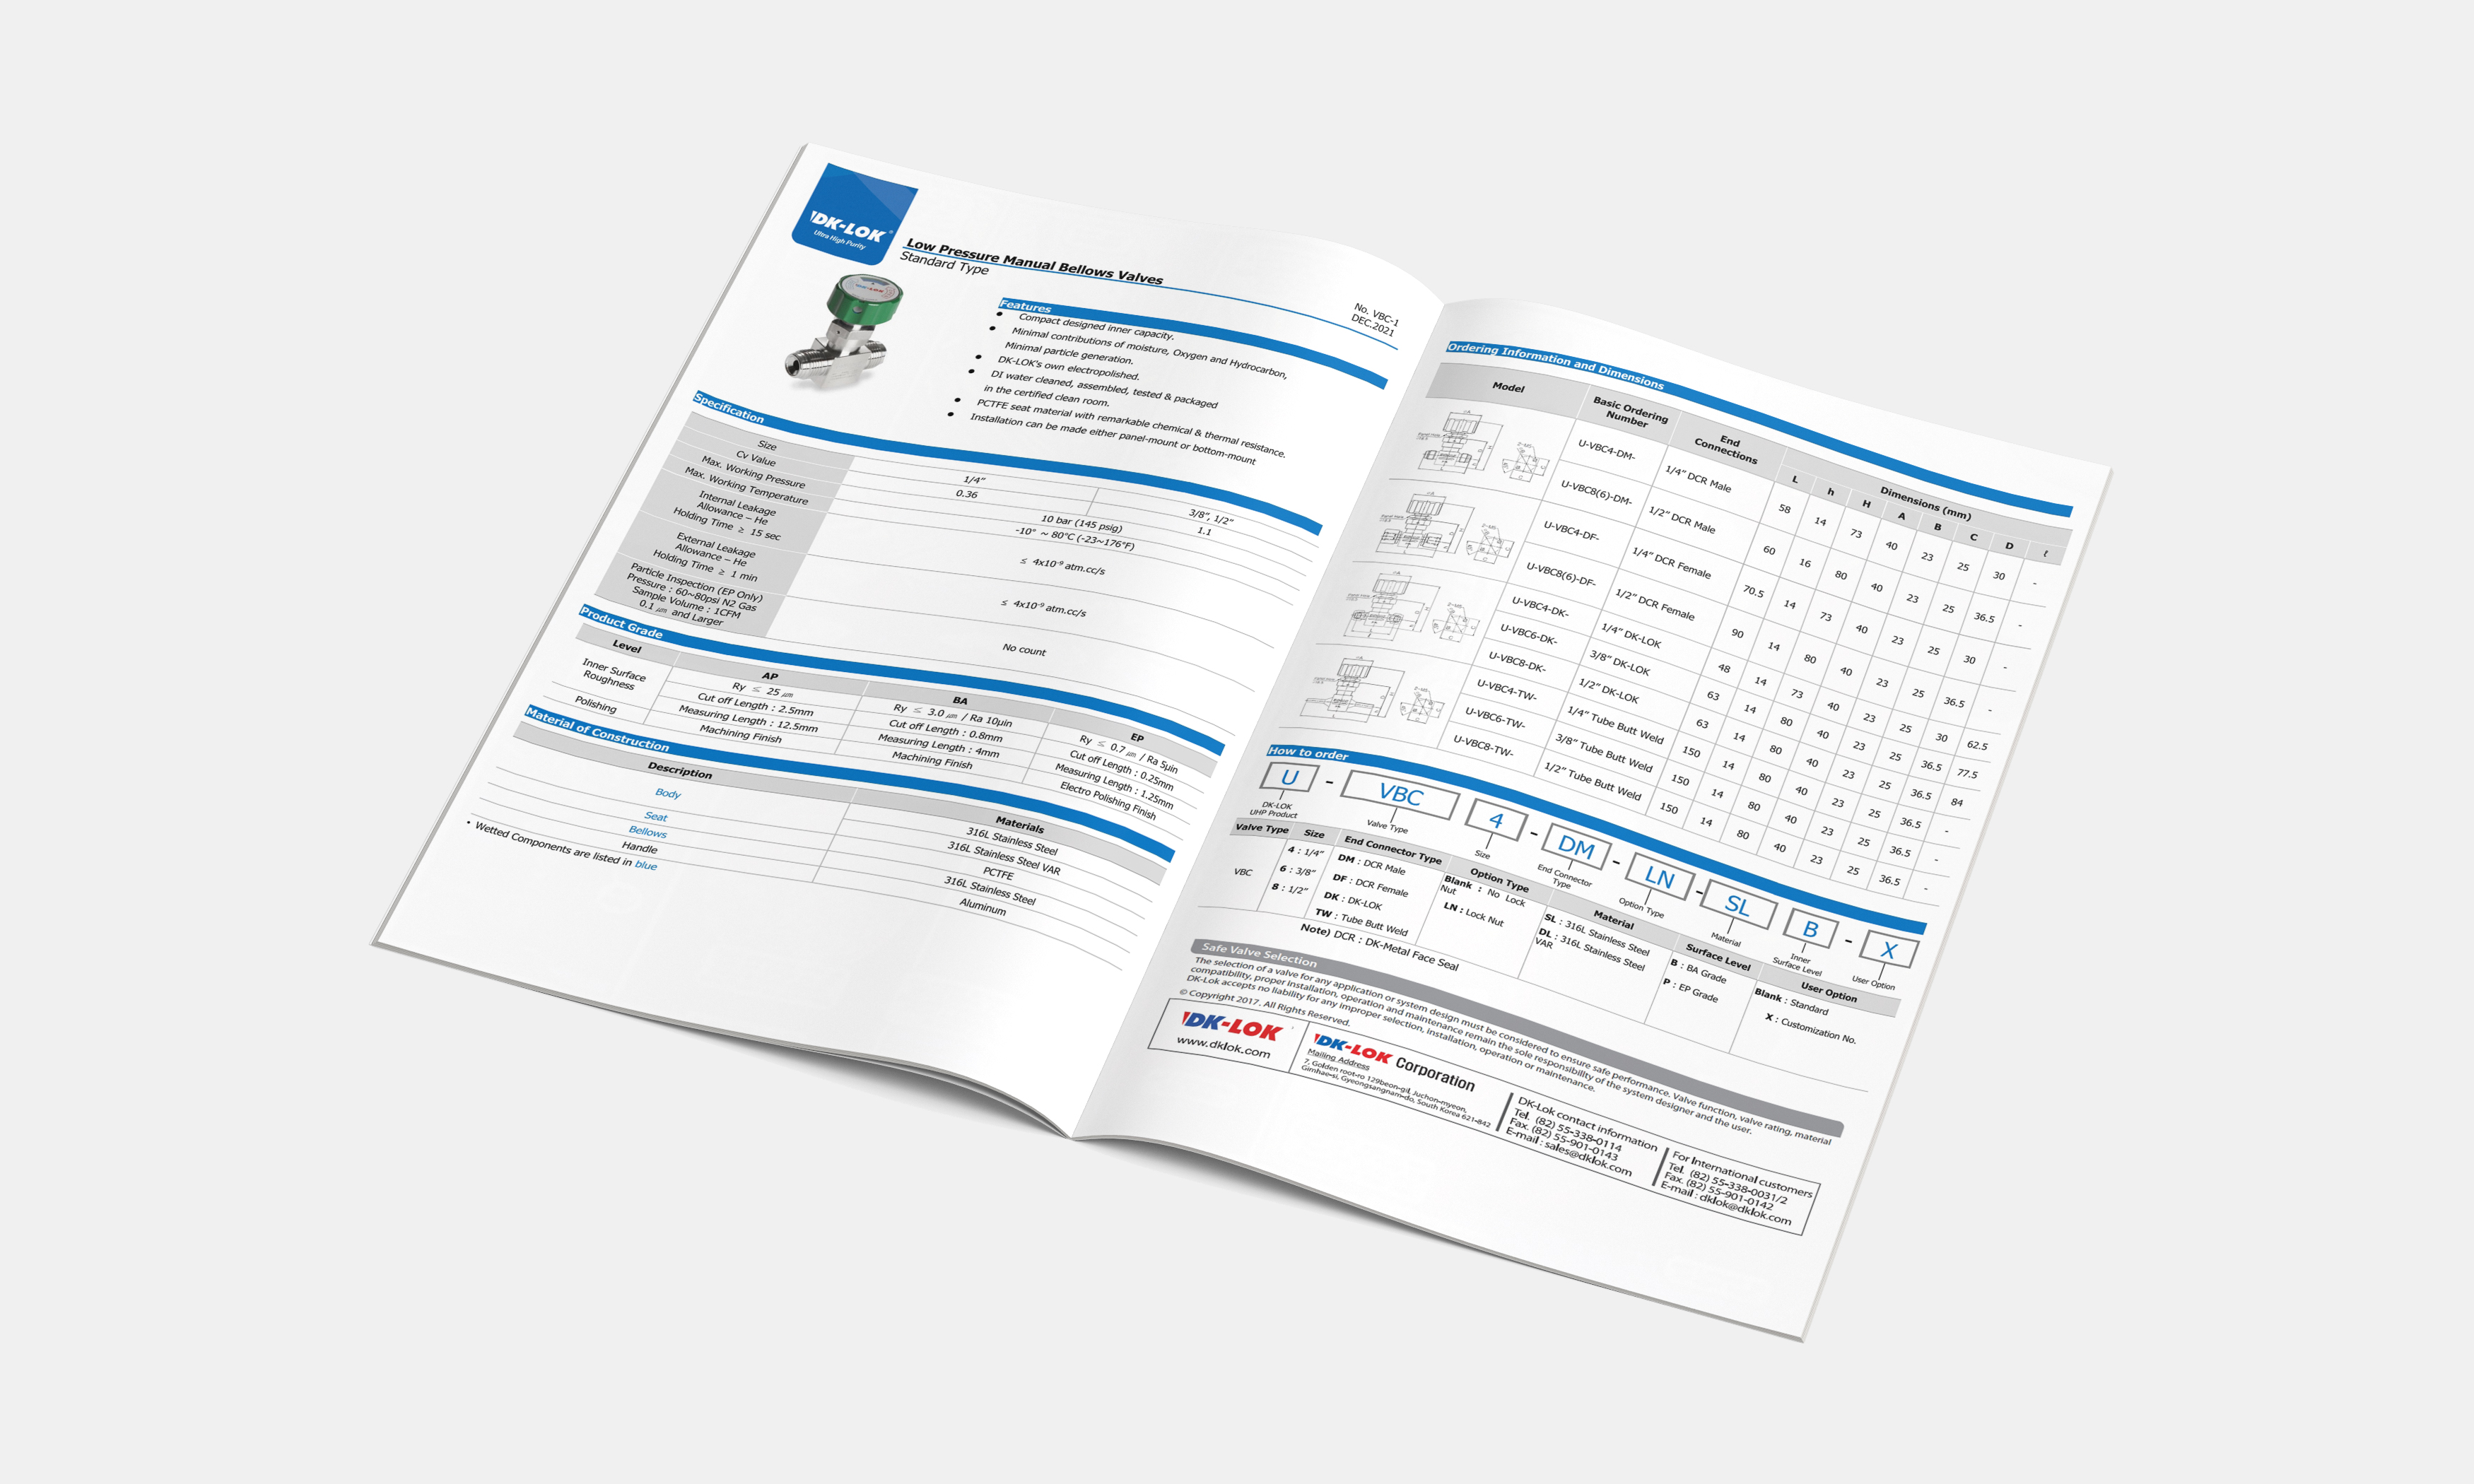 DK-LOK
Ultra High Purity
Low Pressure Manual Bellows Valves
Standard Type
No. VBC-1
DEC.2021
Features
• Compact designed inner capacity.
• Minimal contributions of moisture, Oxygen and Hydrocarbon,
Minimal particle generation.
• DK-LOK's own electropolished.
• DI water cleaned, assembled, tested & packaged
in the certified clean room.
• PCTFE seat material with remarkable chemical & thermal resistance.
• Installation can be made either panel-mount or bottom-mount
Specification
Size 1/4" 3/8", 1/2"
Cv Value 0.36 1.1
Max. Working Pressure 10 bar (145 psig)
Max. Working Temperature -10° ~ 80°C (-23~176°F)
Internal Leakage
Allowance – He
Holding Time ≥ 15 sec
≤ 4x10⁻⁹ atm.cc/s
External Leakage
Allowance – He
Holding Time ≥ 1 min
≤ 4x10⁻⁹ atm.cc/s
Particle Inspection (EP Only)
Pressure : 60~80psi N2 Gas
Sample Volume : 1CFM
0.1 ㎛ and Larger
No count
Product Grade
Level AP BA EP
Inner Surface
Roughness
Ry ≤ 25 ㎛ Ry ≤ 3.0 ㎛ / Ra 10μin Ry ≤ 0.7 ㎛ / Ra 5μin
Cut off Length : 2.5mm Cut off Length : 0.8mm Cut off Length : 0.25mm
Measuring Length : 12.5mm Measuring Length : 4mm Measuring Length : 1.25mm
Polishing Machining Finish Machining Finish Electro Polishing Finish
Material of Construction
Description Materials
Body 316L Stainless Steel
316L Stainless Steel VAR
Seat PCTFE
Bellows 316L Stainless Steel
Handle Aluminum
• Wetted Components are listed in blue
Ordering Information and Dimensions
Model
Basic Ordering
Number
End
Connections
Dimensions (mm)
L h H A B C D ℓ
U-VBC4-DM- 1/4" DCR Male 58 14 73 40 23 25 30 -
U-VBC8(6)-DM- 1/2" DCR Male 60 16 80 40 23 25 36.5 -
U-VBC4-DF- 1/4" DCR Female 70.5 14 73 40 23 25 30 -
U-VBC8(6)-DF- 1/2" DCR Female 90 14 80 40 23 25 36.5 -
U-VBC4-DK- 1/4" DK-LOK 48 14 73 40 23 25 30 62.5
U-VBC6-DK- 3/8" DK-LOK 63 14 80 40 23 25 36.5 77.5
U-VBC8-DK- 1/2" DK-LOK 63 14 80 40 23 25 36.5 84
U-VBC4-TW- 1/4" Tube Butt Weld 150 14 80 40 23 25 36.5 -
U-VBC6-TW- 3/8" Tube Butt Weld 150 14 80 40 23 25 36.5 -
U-VBC8-TW- 1/2" Tube Butt Weld 150 14 80 40 23 25 36.5 -
How to order
U - VBC 4 - DM - LN - SL B - X
DK-LOK
UHP Product
Valve Type
Size
End Connector
Type
Option Type
Material
Inner
Surface Level
User Option
Valve Type Size End Connector Type Option Type Material Surface Level User Option
VBC
4 : 1/4"
6 : 3/8"
8 : 1/2"
DM : DCR Male
DF : DCR Female
DK : DK-LOK
TW : Tube Butt Weld
Blank : No Lock
Nut
LN : Lock Nut
SL : 316L Stainless Steel
DL : 316L Stainless Steel
VAR
B : BA Grade
P : EP Grade
Blank : Standard
X : Customization No.
Note) DCR : DK-Metal Face Seal
Safe Valve Selection
The selection of a valve for any application or system design must be considered to ensure safe performance. Valve function, valve rating, material
compatibility, proper installation, operation and maintenance remain the sole responsibility of the system designer and the user.
DK-Lok accepts no liability for any improper selection, installation, operation or maintenance.
© Copyright 2017. All Rights Reserved.
DK-LOK
www.dklok.com
DK-LOK Corporation
Mailing Address
7, Golden root-ro 129beon-gil, Juchon-myeon,
Gimhae-si, Gyeongsangnam-do, South Korea 621-842
DK-Lok contact information
Tel. (82) 55-338-0114
Fax. (82) 55-901-0143
E-mail : sales@dklok.com
For International customers
Tel. (82) 55-338-0031/2
Fax. (82) 55-901-0142
E-mail : dklok@dklok.com